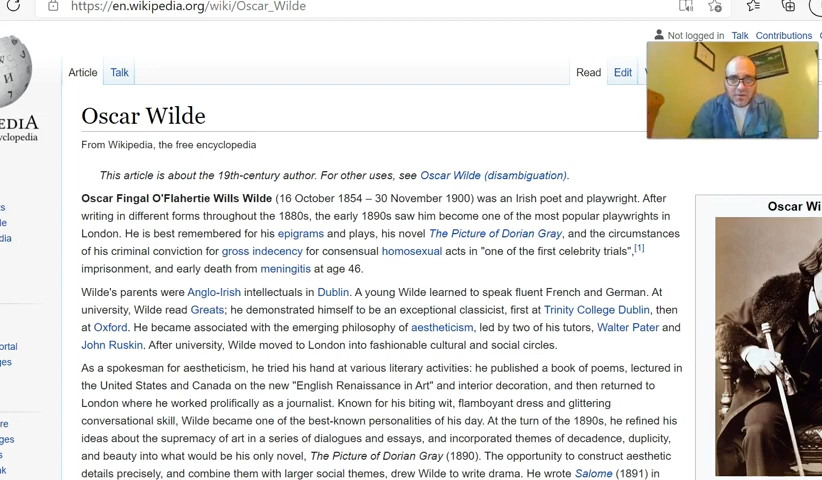 https://en.wikipedia.org/wiki/Oscar_Wilde
Not logged in Talk Contributions
Article Talk Read Edit
Oscar Wilde
From Wikipedia, the free encyclopedia
This article is about the 19th-century author. For other uses, see Oscar Wilde (disambiguation).
Oscar Fingal O'Flahertie Wills Wilde (16 October 1854 – 30 November 1900) was an Irish poet and playwright. After
writing in different forms throughout the 1880s, the early 1890s saw him become one of the most popular playwrights in
London. He is best remembered for his epigrams and plays, his novel The Picture of Dorian Gray, and the circumstances
of his criminal conviction for gross indecency for consensual homosexual acts in "one of the first celebrity trials",[1]
imprisonment, and early death from meningitis at age 46.
Oscar Wi
Wilde's parents were Anglo-Irish intellectuals in Dublin. A young Wilde learned to speak fluent French and German. At
university, Wilde read Greats; he demonstrated himself to be an exceptional classicist, first at Trinity College Dublin, then
at Oxford. He became associated with the emerging philosophy of aestheticism, led by two of his tutors, Walter Pater and
John Ruskin. After university, Wilde moved to London into fashionable cultural and social circles.
As a spokesman for aestheticism, he tried his hand at various literary activities: he published a book of poems, lectured in
the United States and Canada on the new "English Renaissance in Art" and interior decoration, and then returned to
London where he worked prolifically as a journalist. Known for his biting wit, flamboyant dress and glittering
conversational skill, Wilde became one of the best-known personalities of his day. At the turn of the 1890s, he refined his
ideas about the supremacy of art in a series of dialogues and essays, and incorporated themes of decadence, duplicity,
and beauty into what would be his only novel, The Picture of Dorian Gray (1890). The opportunity to construct aesthetic
details precisely, and combine them with larger social themes, drew Wilde to write drama. He wrote Salome (1891) in